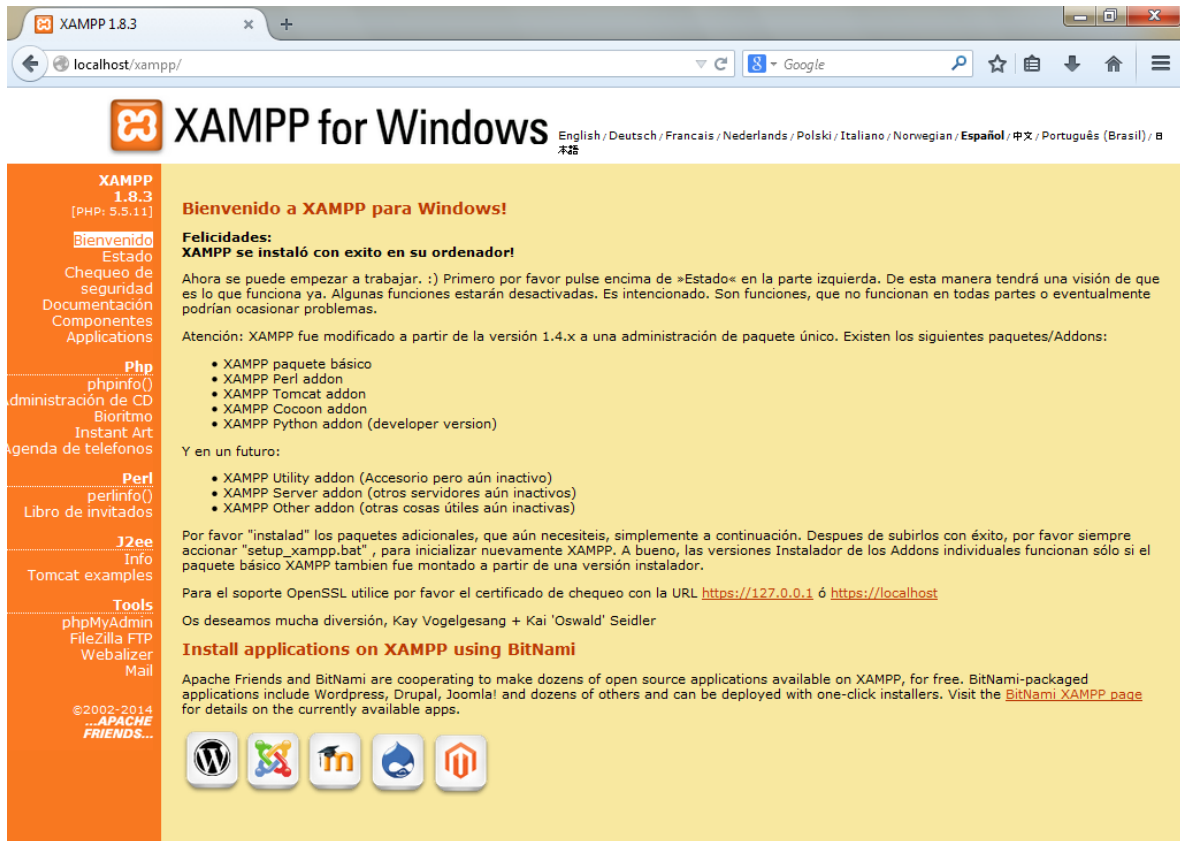 XAMPP 1.8.3
localhost/xampp/
Google
XAMPP for Windows
English / Deutsch / Francais / Nederlands / Polski / Italiano / Norwegian / Español / 中文 / Português (Brasil) / 日
本語
XAMPP
1.8.3
[PHP: 5.5.11]
Bienvenido
Estado
Chequeo de
seguridad
Documentación
Componentes
Applications
Php
phpinfo()
dministración de CD
Bioritmo
Instant Art
Agenda de telefonos
Perl
perlinfo()
Libro de invitados
J2ee
Info
Tomcat examples
Tools
phpMyAdmin
FileZilla FTP
Webalizer
Mail
©2002-2014
...APACHE
FRIENDS...
Bienvenido a XAMPP para Windows!
Felicidades:
XAMPP se instaló con exito en su ordenador!
Ahora se puede empezar a trabajar. :) Primero por favor pulse encima de »Estado« en la parte izquierda. De esta manera tendrá una visión de que
es lo que funciona ya. Algunas funciones estarán desactivadas. Es intencionado. Son funciones, que no funcionan en todas partes o eventualmente
podrían ocasionar problemas.
Atención: XAMPP fue modificado a partir de la versión 1.4.x a una administración de paquete único. Existen los siguientes paquetes/Addons:
• XAMPP paquete básico
• XAMPP Perl addon
• XAMPP Tomcat addon
• XAMPP Cocoon addon
• XAMPP Python addon (developer version)
Y en un futuro:
• XAMPP Utility addon (Accesorio pero aún inactivo)
• XAMPP Server addon (otros servidores aún inactivos)
• XAMPP Other addon (otras cosas útiles aún inactivas)
Por favor "instalad" los paquetes adicionales, que aún necesiteis, simplemente a continuación. Despues de subirlos con éxito, por favor siempre
accionar "setup_xampp.bat" , para inicializar nuevamente XAMPP. A bueno, las versiones Instalador de los Addons individuales funcionan sólo si el
paquete básico XAMPP tambien fue montado a partir de una versión instalador.
Para el soporte OpenSSL utilice por favor el certificado de chequeo con la URL https://127.0.0.1 ó https://localhost
Os deseamos mucha diversión, Kay Vogelgesang + Kai 'Oswald' Seidler
Install applications on XAMPP using BitNami
Apache Friends and BitNami are cooperating to make dozens of open source applications available on XAMPP, for free. BitNami-packaged
applications include Wordpress, Drupal, Joomla! and dozens of others and can be deployed with one-click installers. Visit the BitNami XAMPP page
for details on the currently available apps.